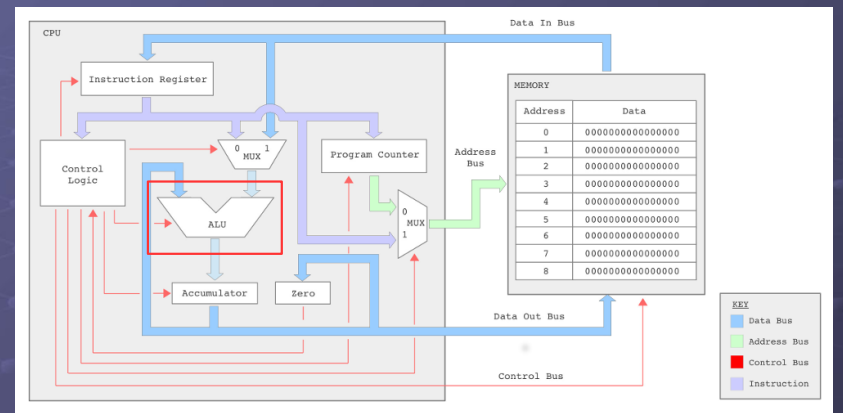 Data In Bus
CPU
Instruction Register
MEMORY
Address Data
0 0000000000000000
1 0000000000000000
2 0000000000000000
3 0000000000000000
4 0000000000000000
5 0000000000000000
6 0000000000000000
7 0000000000000000
8 0000000000000000
Control
Logic
0 1
MUX
Program Counter
Address
Bus
0
MUX
1
ALU
Accumulator
Zero
Data Out Bus
Control Bus
KEY
Data Bus
Address Bus
Control Bus
Instruction